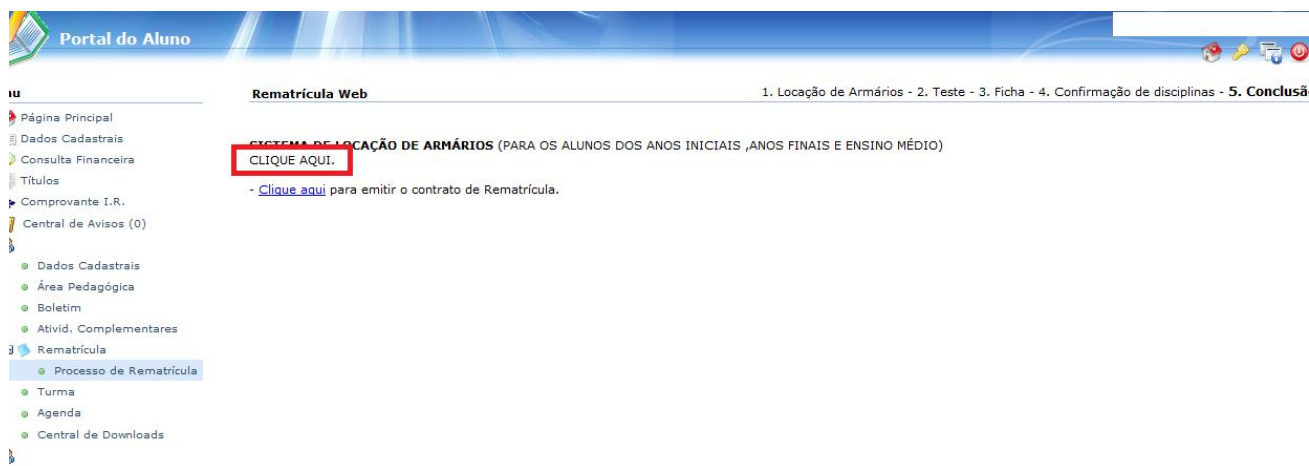 Portal do Aluno
nu
Rematrícula Web
1. Locação de Armários - 2. Teste - 3. Ficha - 4. Confirmação de disciplinas - 5. Conclusã
Página Principal
Dados Cadastrais
Consulta Financeira
Títulos
Comprovante I.R.
Central de Avisos (0)
Dados Cadastrais
Área Pedagógica
Boletim
Ativid. Complementares
Rematrícula
Processo de Rematrícula
Turma
Agenda
Central de Downloads
SISTEMA DE LOCAÇÃO DE ARMÁRIOS (PARA OS ALUNOS DOS ANOS INICIAIS ,ANOS FINAIS E ENSINO MÉDIO)
CLIQUE AQUI.
- Clique aqui para emitir o contrato de Rematrícula.